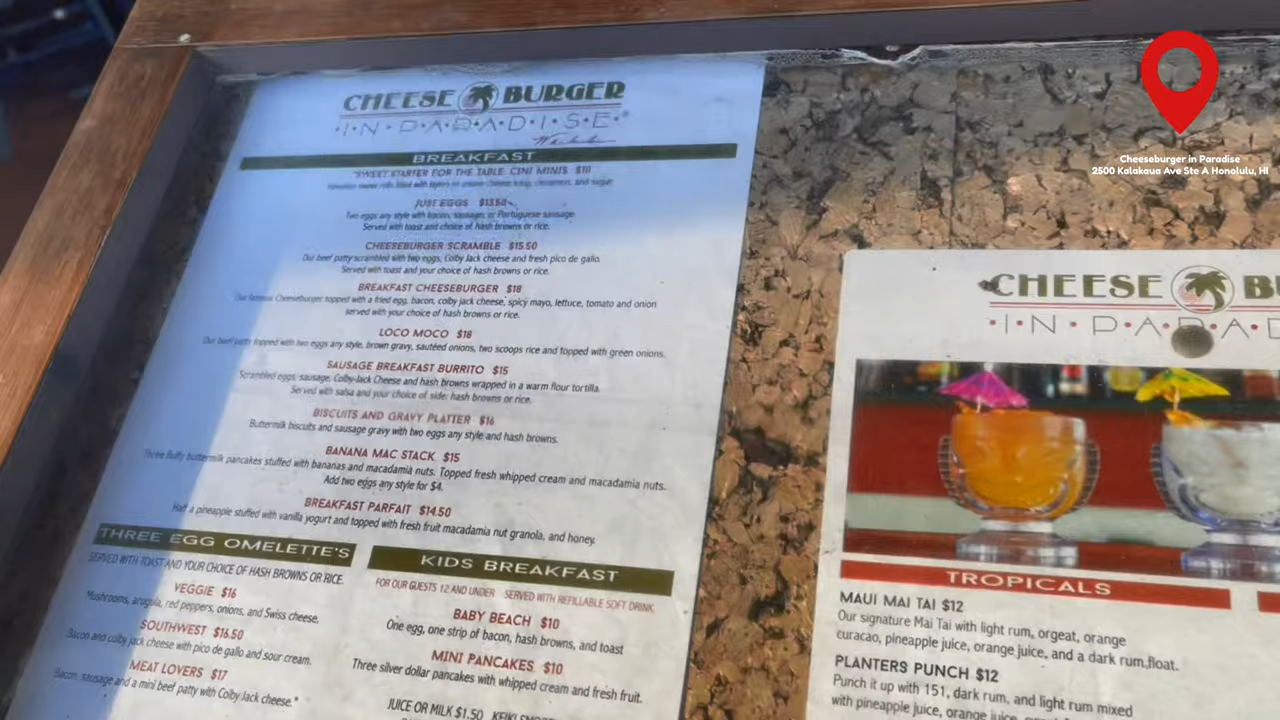 CHEESE BURGER
I·N P·A·R·A·D·I·S·E
Waikiki
BREAKFAST
"SWEET STARTER FOR THE TABLE: CINI MINIS $10
JUST EGGS $13.50
Two eggs any style with bacon, sausage, or Portuguese sausage
Served with toast and choice of hash browns or rice.
CHEESEBURGER SCRAMBLE $15.50
Our beef patty scrambled with two eggs, Colby Jack cheese and fresh pico de gallo.
Served with toast and your choice of hash browns or rice.
BREAKFAST CHEESEBURGER $18
Our famous Cheeseburger topped with a fried egg, bacon, colby jack cheese, spicy mayo, lettuce, tomato and onion
served with your choice of hash browns or rice.
LOCO MOCO $18
Our beef patty topped with two eggs any style, brown gravy, sautéed onions, two scoops rice and topped with green onions.
SAUSAGE BREAKFAST BURRITO $15
Scrambled eggs, sausage, Colby-Jack Cheese and hash browns wrapped in a warm flour tortilla.
Served with salsa and your choice of side: hash browns or rice.
BISCUITS AND GRAVY PLATTER $16
Buttermilk biscuits and sausage gravy with two eggs any style and hash browns.
BANANA MAC STACK $15
Three fluffy buttermilk pancakes stuffed with bananas and macadamia nuts. Topped fresh whipped cream and macadamia nuts.
Add two eggs any style for $4.
BREAKFAST PARFAIT $14.50
Half a pineapple stuffed with vanilla yogurt and topped with fresh fruit macadamia nut granola, and honey.
THREE EGG OMELETTE'S
SERVED WITH TOAST AND YOUR CHOICE OF HASH BROWNS OR RICE.
VEGGIE $16
Mushrooms, arugula, red peppers, onions, and Swiss cheese.
SOUTHWEST $16.50
Bacon and colby jack cheese with pico de gallo and sour cream.
MEAT LOVERS $17
Bacon, sausage and a mini beef patty with Colby Jack cheese.*
KIDS BREAKFAST
FOR OUR GUESTS 12 AND UNDER SERVED WITH REFILLABLE SOFT DRINK.
BABY BEACH $10
One egg, one strip of bacon, hash browns, and toast
MINI PANCAKES $10
Three silver dollar pancakes with whipped cream and fresh fruit.
JUICE OR MILK $1.50
Cheeseburger in Paradise
2500 Kalakaua Ave Ste A Honolulu, HI
CHEESE BU
I·N P·A·R·A·D
TROPICALS
MAUI MAI TAI $12
Our signature Mai Tai with light rum, orgeat, orange
curacao, pineapple juice, orange juice, and a dark rum float.
PLANTERS PUNCH $12
Punch it up with 151, dark rum, and light rum mixed
with pineapple juice, orange juice,